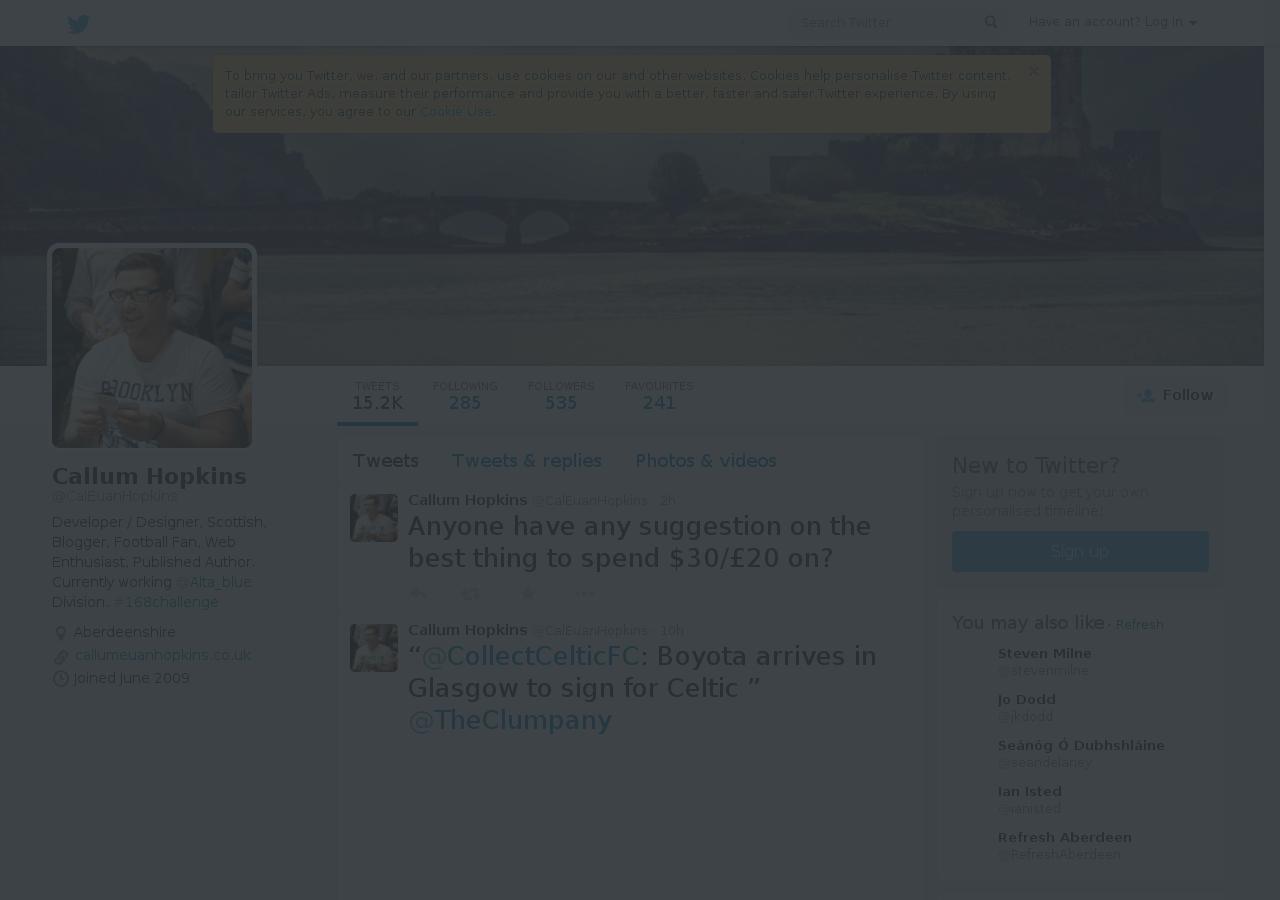 Search Twitter
Have an account? Log in
To bring you Twitter, we, and our partners, use cookies on our and other websites. Cookies help personalise Twitter content,
tailor Twitter Ads, measure their performance and provide you with a better, faster and safer Twitter experience. By using
our services, you agree to our Cookie Use.
BROOKLYN
TWEETS FOLLOWING FOLLOWERS FAVOURITES
15.2K 285 535 241
Follow
Callum Hopkins
@CalEuanHopkins
Developer / Designer, Scottish,
Blogger, Football Fan, Web
Enthusiast, Published Author.
Currently working @Alta_blue
Division. #168challenge
Aberdeenshire
callumeuanhopkins.co.uk
Joined June 2009
Tweets Tweets & replies Photos & videos
Callum Hopkins @CalEuanHopkins · 2h
Anyone have any suggestion on the
best thing to spend $30/£20 on?
Callum Hopkins @CalEuanHopkins · 10h
“@CollectCelticFC: Boyota arrives in
Glasgow to sign for Celtic ”
@TheClumpany
New to Twitter?
Sign up now to get your own
personalised timeline!
Sign up
You may also like · Refresh
Steven Milne
@stevenmilne
Jo Dodd
@jkdodd
Seánóg Ó Dubhshláine
@seandelaney
Ian Isted
@ianisted
Refresh Aberdeen
@RefreshAberdeen